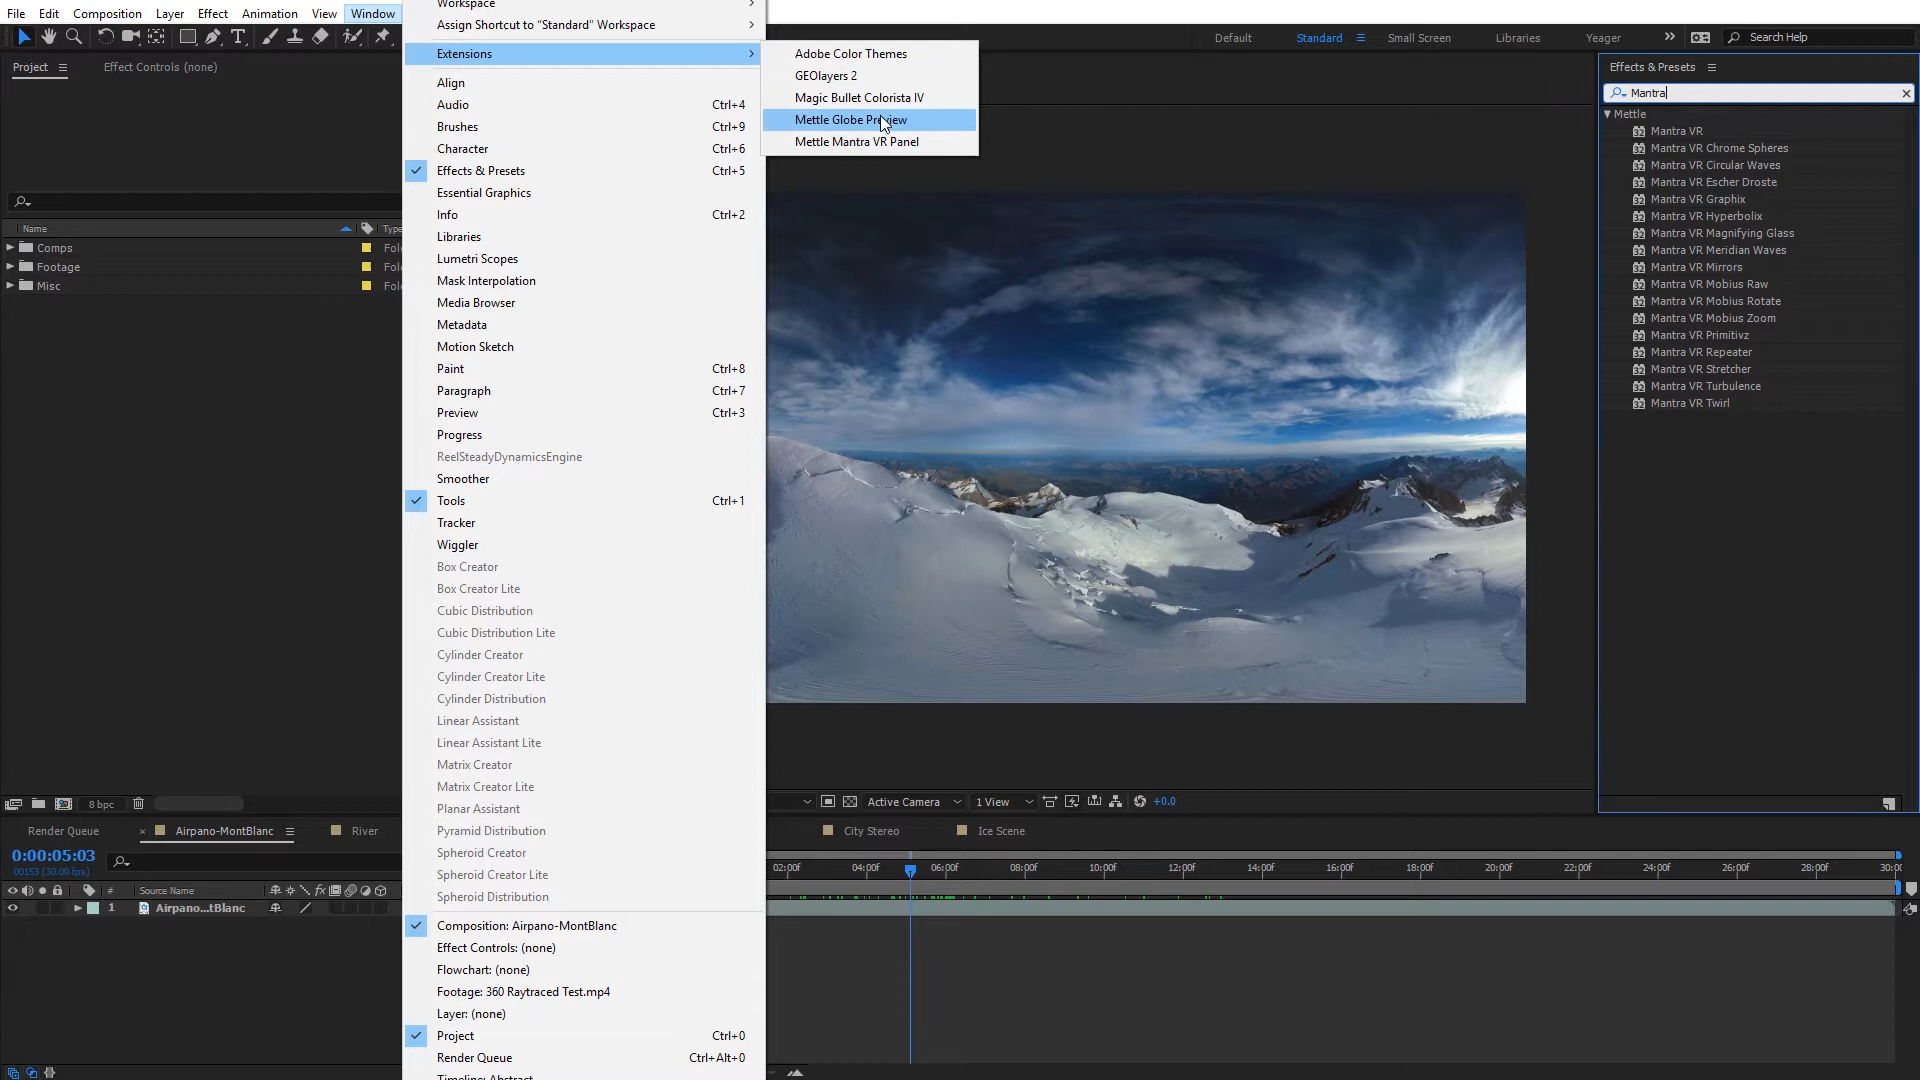 File Edit Composition Layer Effect Animation View Window
Workspace
Assign Shortcut to “Standard” Workspace
Extensions
Align
Audio Ctrl+4
Brushes Ctrl+9
Character Ctrl+6
Effects & Presets Ctrl+5
Essential Graphics
Info Ctrl+2
Libraries
Lumetri Scopes
Mask Interpolation
Media Browser
Metadata
Motion Sketch
Paint Ctrl+8
Paragraph Ctrl+7
Preview Ctrl+3
Progress
ReelSteadyDynamicsEngine
Smoother
Tools Ctrl+1
Tracker
Wiggler
Box Creator
Box Creator Lite
Cubic Distribution
Cubic Distribution Lite
Cylinder Creator
Cylinder Creator Lite
Cylinder Distribution
Linear Assistant
Linear Assistant Lite
Matrix Creator
Matrix Creator Lite
Planar Assistant
Pyramid Distribution
Spheroid Creator
Spheroid Creator Lite
Spheroid Distribution
Composition: Airpano-MontBlanc
Effect Controls: (none)
Flowchart: (none)
Footage: 360 Raytraced Test.mp4
Layer: (none)
Project Ctrl+0
Render Queue Ctrl+Alt+0
Timeline: Abstract
Adobe Color Themes
GEOlayers 2
Magic Bullet Colorista IV
Mettle Globe Preview
Mettle Mantra VR Panel
Default Standard Small Screen Libraries Yeager Search Help
Project Effect Controls (none)
Name Type
Comps Fol
Footage Fol
Misc Fol
8 bpc
Effects & Presets
Mantra
Mettle
Mantra VR
Mantra VR Chrome Spheres
Mantra VR Circular Waves
Mantra VR Escher Droste
Mantra VR Graphix
Mantra VR Hyperbolix
Mantra VR Magnifying Glass
Mantra VR Meridian Waves
Mantra VR Mirrors
Mantra VR Mobius Raw
Mantra VR Mobius Rotate
Mantra VR Mobius Zoom
Mantra VR Primitivz
Mantra VR Repeater
Mantra VR Stretcher
Mantra VR Turbulence
Mantra VR Twirl
Active Camera 1 View +0.0
Render Queue Airpano-MontBlanc River City Stereo Ice Scene
0:00:05:03
00153 (30.00 fps)
02:00f 04:00f 06:00f 08:00f 10:00f 12:00f 14:00f 16:00f 18:00f 20:00f 22:00f 24:00f 26:00f 28:00f 30:00
# Source Name fx
1 Airpano...tBlanc